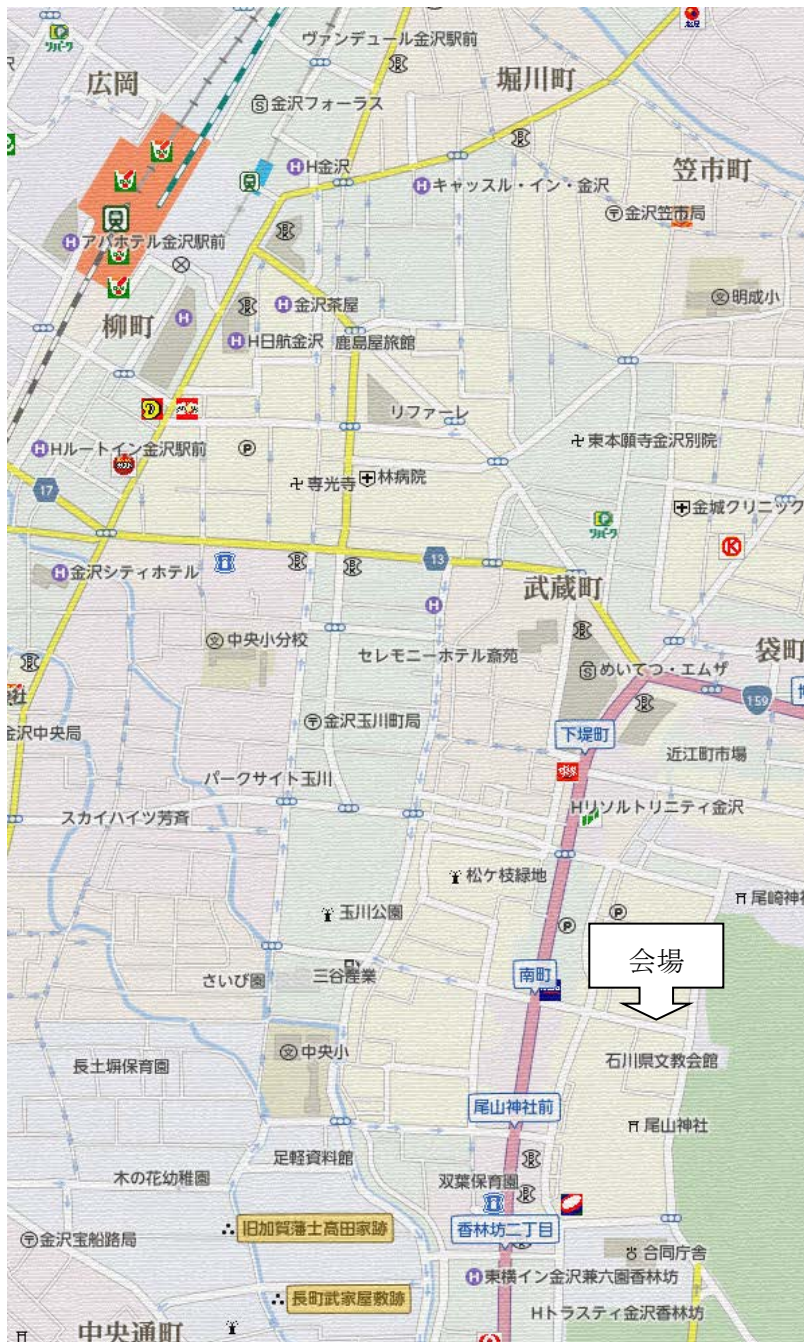 ヴァンデュール金沢駅前
リパーク
松屋
広岡
堀川町
金沢フォーラス
H金沢
笠市町
キャッスル・イン・金沢
金沢笠市局
アパホテル金沢駅前
明成小
金沢茶屋
柳町
H日航金沢
鹿島屋旅館
リファーレ
東本願寺金沢別院
Hルートイン金沢駅前
P
専光寺
林病院
17
金城クリニック
リパーク
K
13
金沢シティホテル
武蔵町
中央小分校
セレモニーホテル斎苑
袋町
めいてつ・エムザ
社
159
金沢玉川町局
金沢中央局
下堤町
近江町市場
パークサイト玉川
Hリソルトリニティ金沢
スカイハイツ芳斉
松ケ枝緑地
尾崎神社
玉川公園
P
P
会場
さいび園
三谷産業
南町
中央小
石川県文教会館
長土塀保育園
尾山神社前
尾山神社
足軽資料館
木の花幼稚園
双葉保育園
旧加賀藩士高田家跡
香林坊二丁目
金沢宝船路局
合同庁舎
東横イン金沢兼六園香林坊
長町武家屋敷跡
Hトラスティ金沢香林坊
中央通町